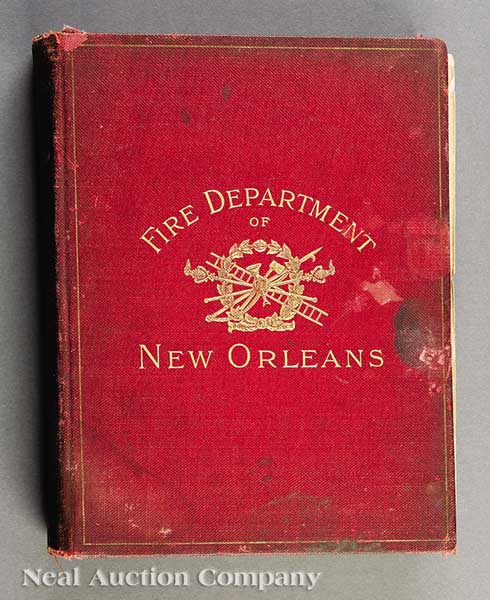 FIRE DEPARTMENT
OF
NEW ORLEANS
Neal Auction Company